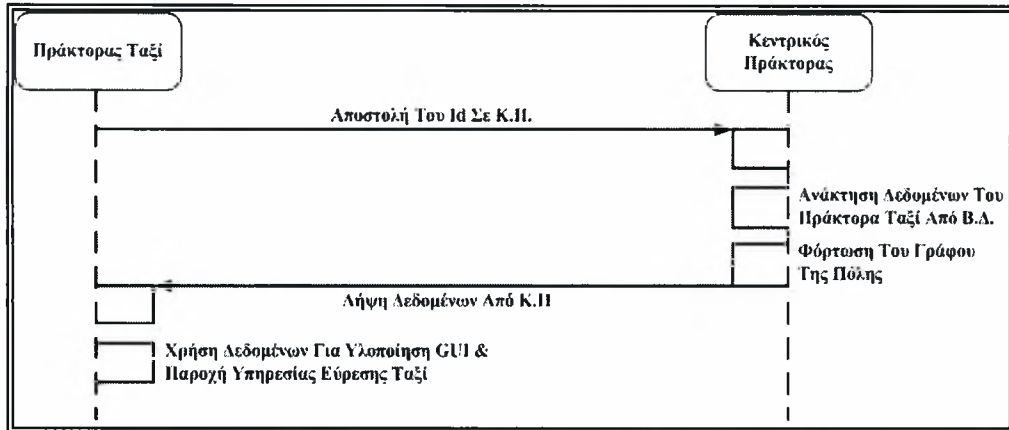 Πράκτορας Ταξί
Κεντρικός
Πράκτορας
Αποστολή Του Id Σε Κ.Π.
Ανάκτηση Δεδομένων Του
Πράκτορα Ταξί Από Β.Δ.
Φόρτωση Του Γράφου
Της Πόλης
Λήψη Δεδομένων Από Κ.Π
Χρήση Δεδομένων Για Υλοποίηση GUI &
Παροχή Υπηρεσίας Εύρεσης Ταξί